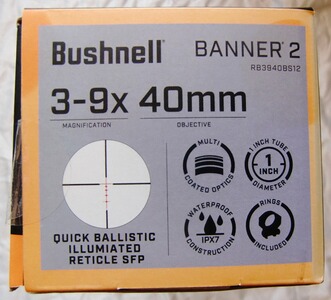 Bushnell
BANNER 2
RB3940BS12
3-9x 40mm
MAGNIFICATION
OBJECTIVE
MULTI
COATED OPTICS
1 INCH TUBE
1
INCH
DIAMETER
QUICK BALLISTIC
ILLUMIATED
RETICLE SFP
WATERPROOF
IPX7
CONSTRUCTION
RINGS
INCLUDED